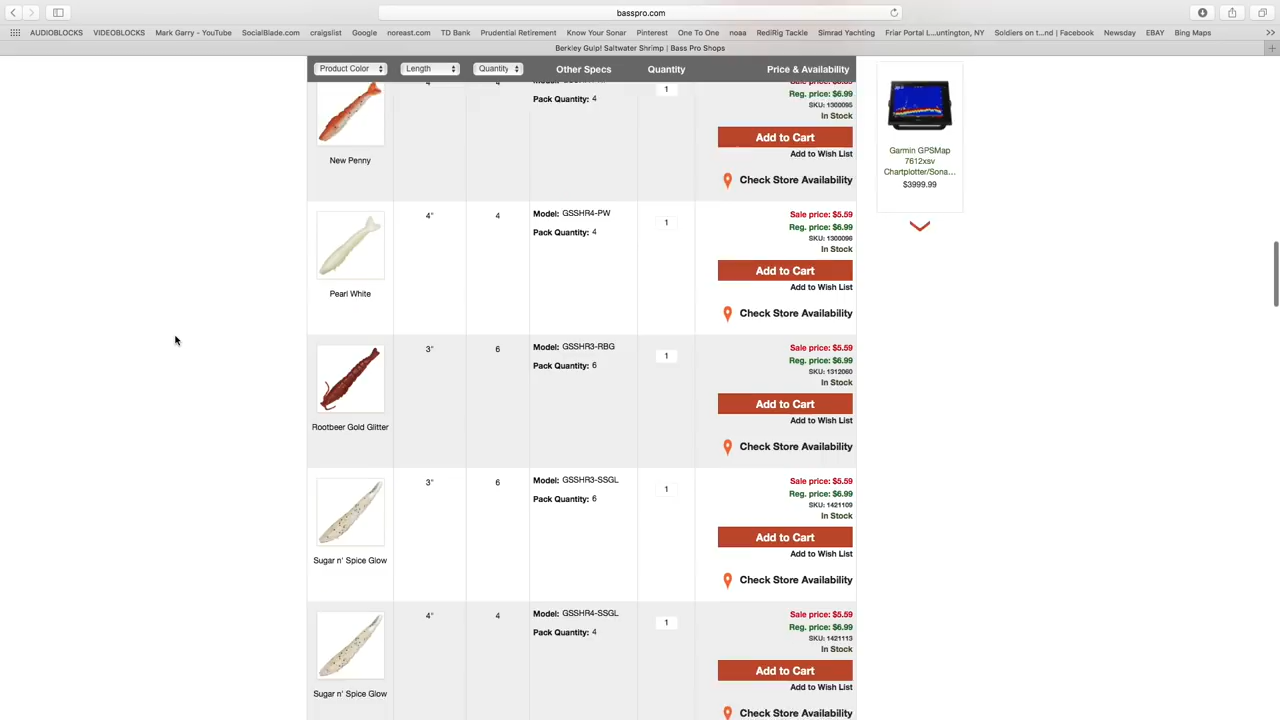 basspro.com
AUDIOBLOCKS VIDEOBLOCKS Mark Garry - YouTube SocialBlade.com craigslist Google noreast.com TD Bank Prudential Retirement Know Your Sonar Pinterest One To One noaa RediRig Tackle Simrad Yachting Friar Portal L...untington, NY Soldiers on t...nd | Facebook Newsday EBAY Bing Maps >>
Berkley Gulp! Saltwater Shrimp | Bass Pro Shops +
Product Color Length Quantity Other Specs Quantity Price & Availability
4" 4 1
Pack Quantity: 4
Reg. price: $6.99
SKU: 1300095
In Stock
Add to Cart
Add to Wish List
New Penny
Check Store Availability
Garmin GPSMap
7612xsv
Chartplotter/Sona...
$3999.99
4" 4 Model: GSSHR4-PW 1 Sale price: $5.59
Reg. price: $6.99
Pack Quantity: 4
SKU: 1300096
In Stock
Add to Cart
Add to Wish List
Pearl White
Check Store Availability
3" 6 Model: GSSHR3-RBG 1 Sale price: $5.59
Reg. price: $6.99
Pack Quantity: 6
SKU: 1312060
In Stock
Add to Cart
Add to Wish List
Rootbeer Gold Glitter
Check Store Availability
3" 6 Model: GSSHR3-SSGL 1 Sale price: $5.59
Reg. price: $6.99
Pack Quantity: 6
SKU: 1421109
In Stock
Add to Cart
Add to Wish List
Sugar n' Spice Glow
Check Store Availability
4" 4 Model: GSSHR4-SSGL 1 Sale price: $5.59
Reg. price: $6.99
Pack Quantity: 4
SKU: 1421113
In Stock
Add to Cart
Add to Wish List
Sugar n' Spice Glow
Check Store Availability